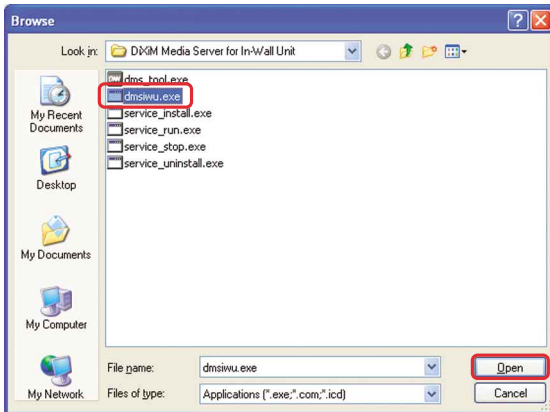 Browse
Look in: DiXiM Media Server for In-Wall Unit
dms_tool.exe
dmsiwu.exe
service_install.exe
service_run.exe
service_stop.exe
service_uninstall.exe
My Recent
Documents
Desktop
My Documents
My Computer
My Network
File name: dmsiwu.exe Open
Files of type: Applications (*.exe;*.com;*.icd) Cancel